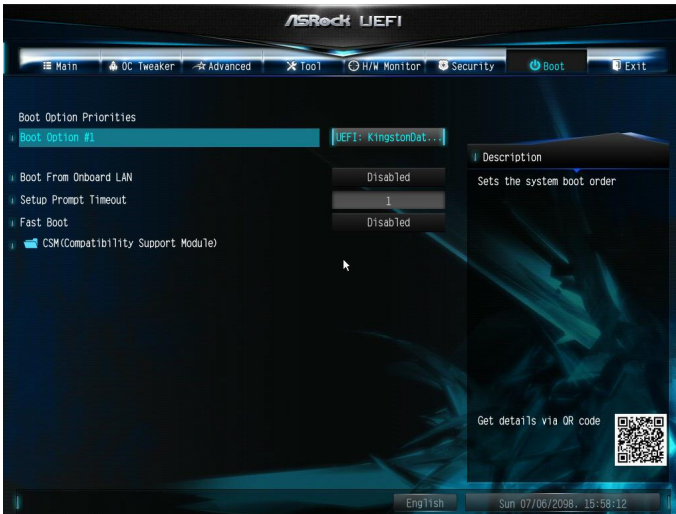 ASRock UEFI
Main OC Tweaker Advanced Tool H/W Monitor Security Boot Exit
Boot Option Priorities
Boot Option #1 UEFI: KingstonDat...
Description
Boot From Onboard LAN Disabled
Sets the system boot order
Setup Prompt Timeout 1
Fast Boot Disabled
CSM(Compatibility Support Module)
Get details via QR code
English Sun 07/06/2098. 15:58:12